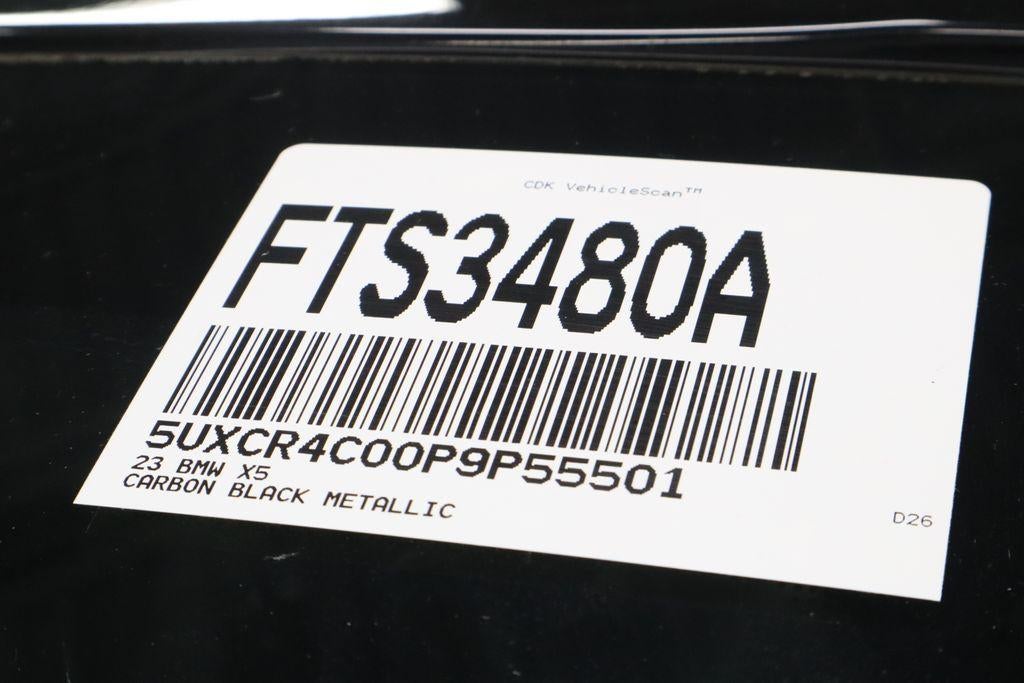 CDK VehicleScan™
FTS3480A
5UXCR4C00P9P55501
23 BMW X5
CARBON BLACK METALLIC
D26